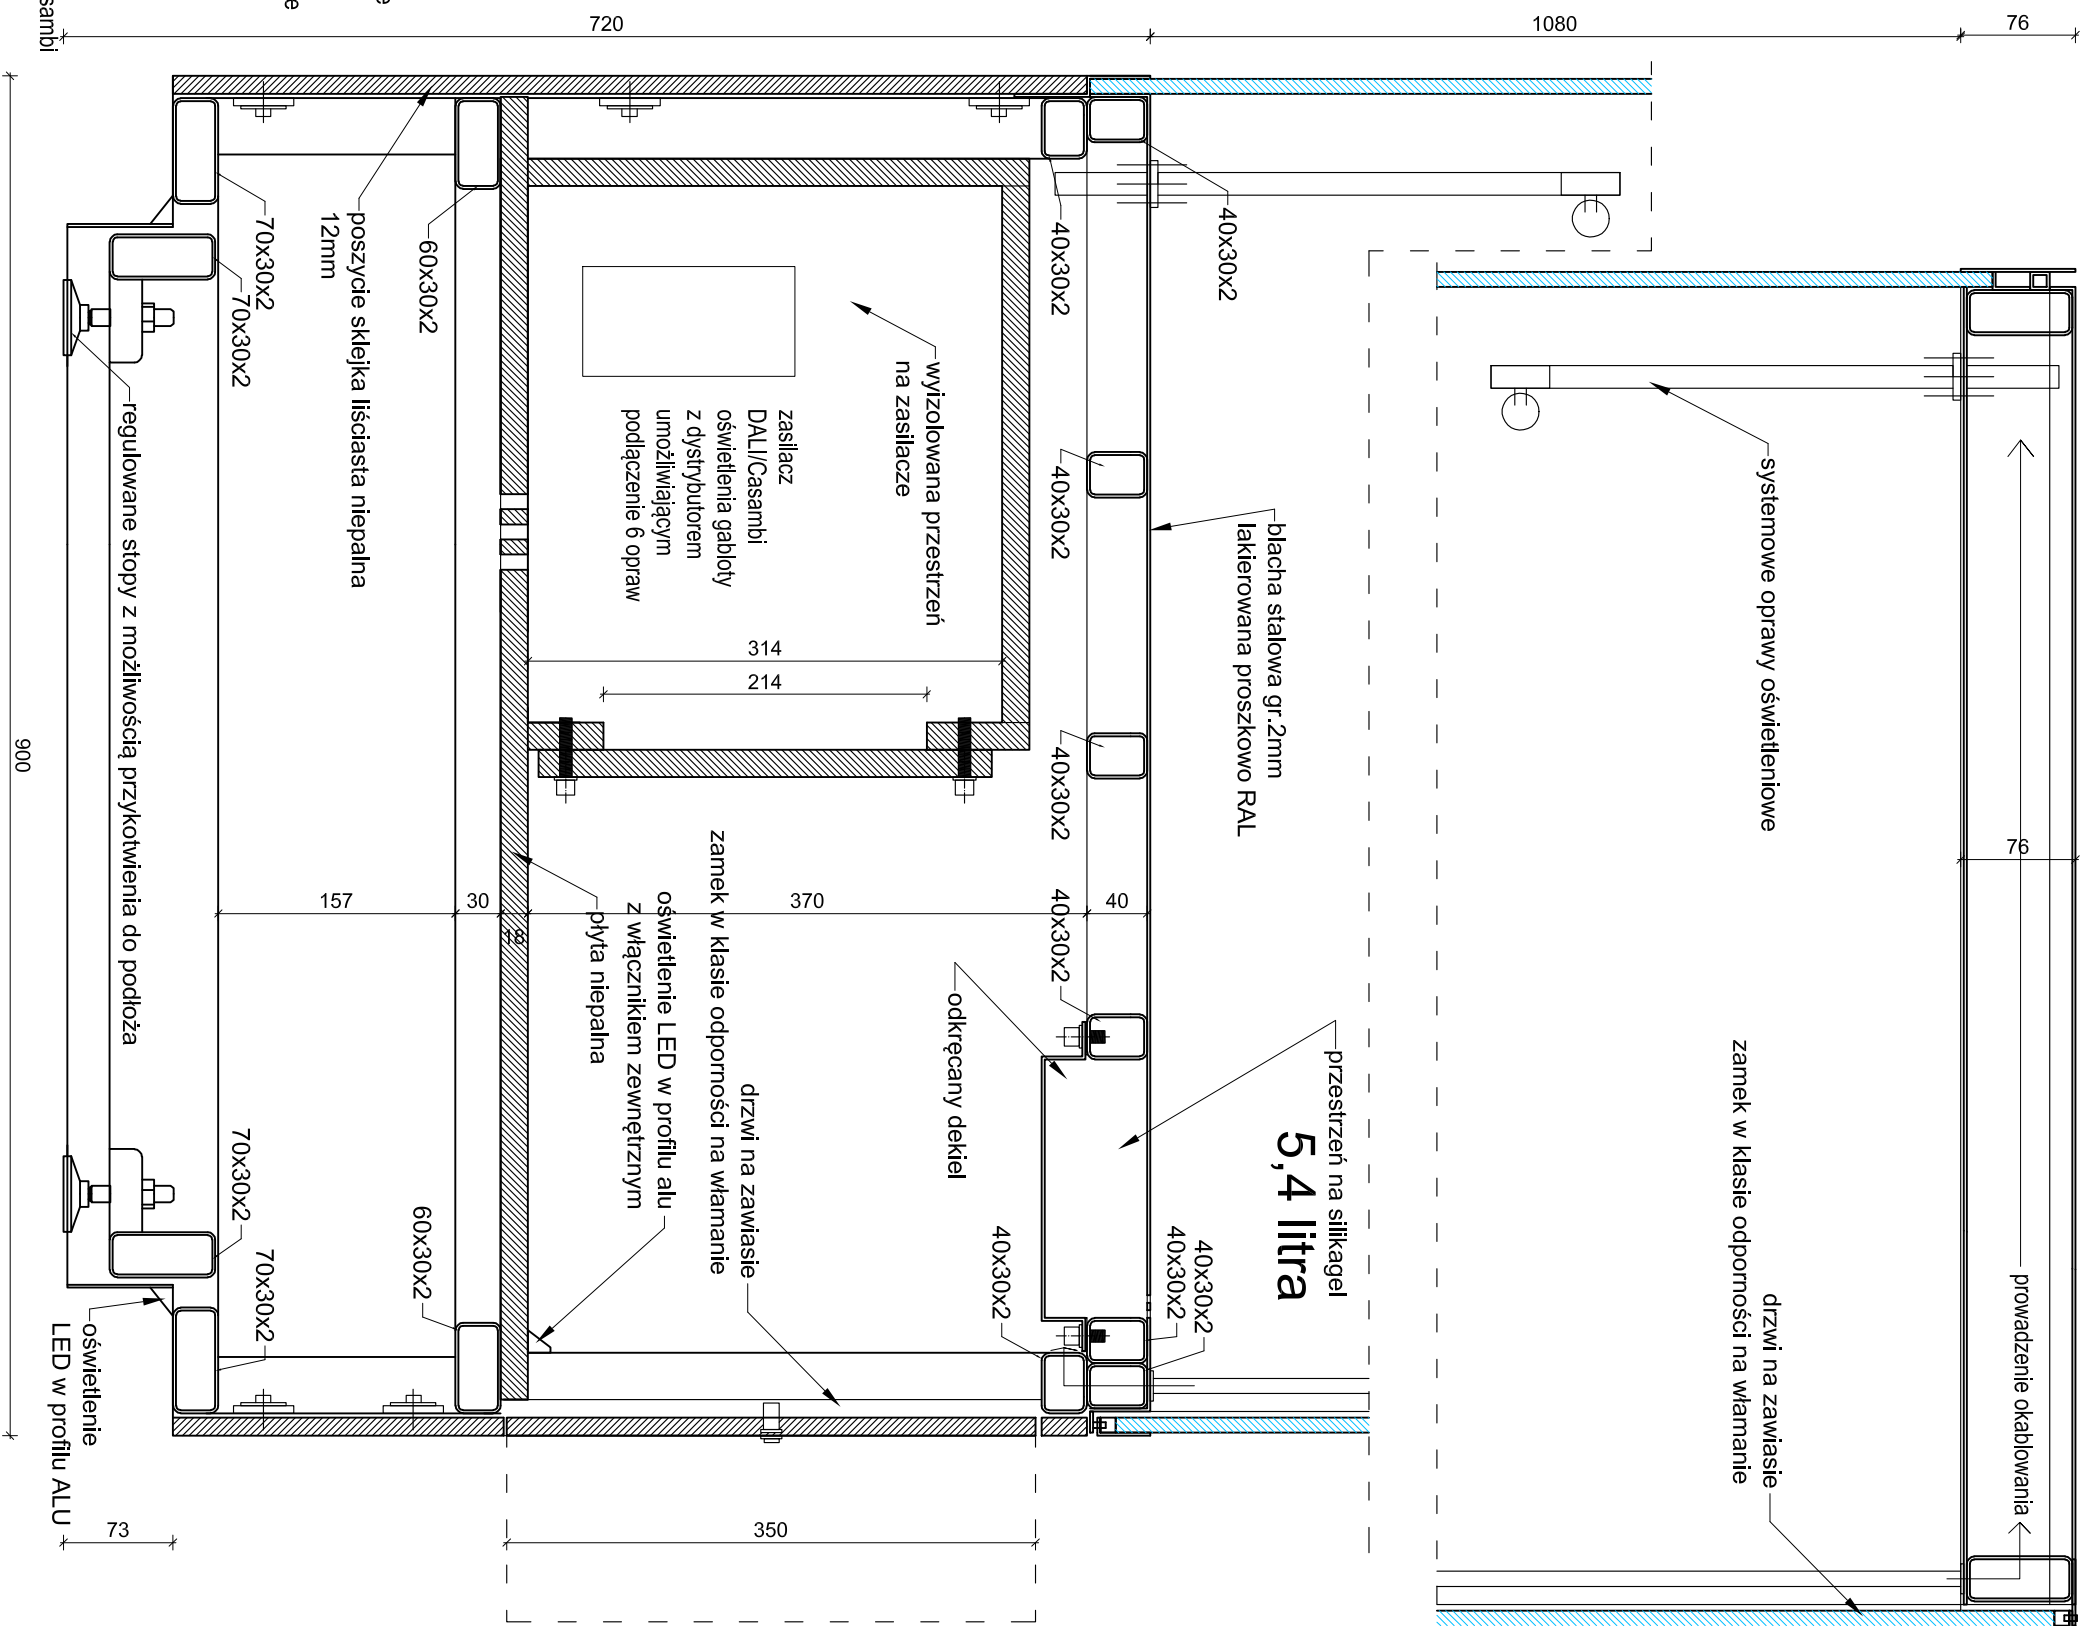 720
1080
76
sambi
poszycie sklejka liściasta niepalna
12mm
70x30x2
70x30x2
60x30x2
40x30x2
40x30x2
wyizolowana przestrzeń
na zasilacze
zasilacz
DALI/Casambi
oświetlenia gabloty
z dystrybutorem
umożliwiającym
podłączenie 6 opraw
regulowane stopy z możliwością przykotwienia do podłoża
314
214
40x30x2
40x30x2
40x30x2
blacha stalowa gr.2mm
lakierowana proszkowo RAL
systemowe oprawy oświetleniowe
76
157
30
18
370
40
900
płyta niepalna
oświetlenie LED w profilu alu
z włącznikiem zewnętrznym
drzwi na zawiasie
zamek w klasie odporności na włamanie
odkręcany dekiel
przestrzeń na silikagel
5,4 litra
drzwi na zawiasie
zamek w klasie odporności na włamanie
prowadzenie okablowania
70x30x2
70x30x2
60x30x2
40x30x2
40x30x2
40x30x2
oświetlenie
LED w profilu ALU
73
350